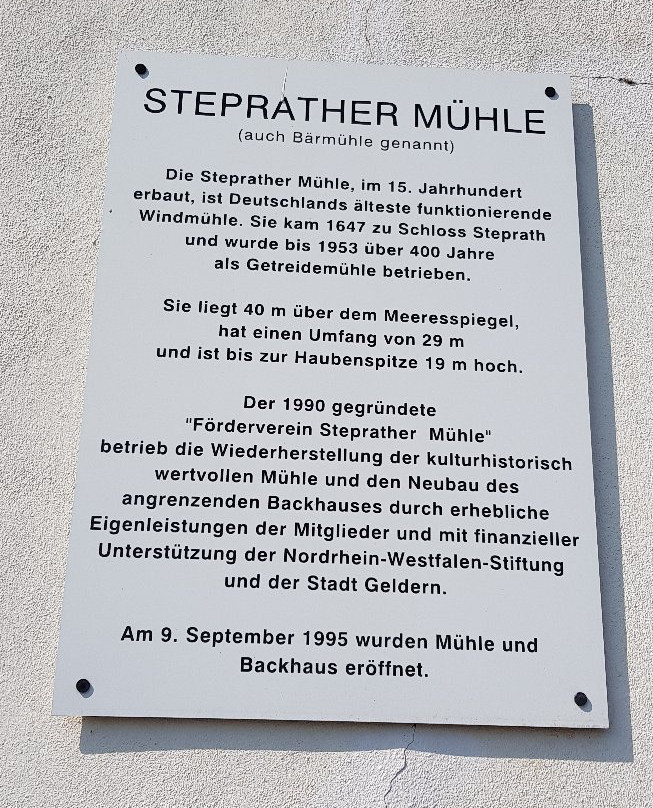 STEPRATHER MÜHLE
(auch Bärmühle genannt)
Die Steprather Mühle, im 15. Jahrhundert
erbaut, ist Deutschlands älteste funktionierende
Windmühle. Sie kam 1647 zu Schloss Steprath
und wurde bis 1953 über 400 Jahre
als Getreidemühle betrieben.
Sie liegt 40 m über dem Meeresspiegel,
hat einen Umfang von 29 m
und ist bis zur Haubenspitze 19 m hoch.
Der 1990 gegründete
"Förderverein Steprather Mühle"
betrieb die Wiederherstellung der kulturhistorisch
wertvollen Mühle und den Neubau des
angrenzenden Backhauses durch erhebliche
Eigenleistungen der Mitglieder und mit finanzieller
Unterstützung der Nordrhein-Westfalen-Stiftung
und der Stadt Geldern.
Am 9. September 1995 wurden Mühle und
Backhaus eröffnet.